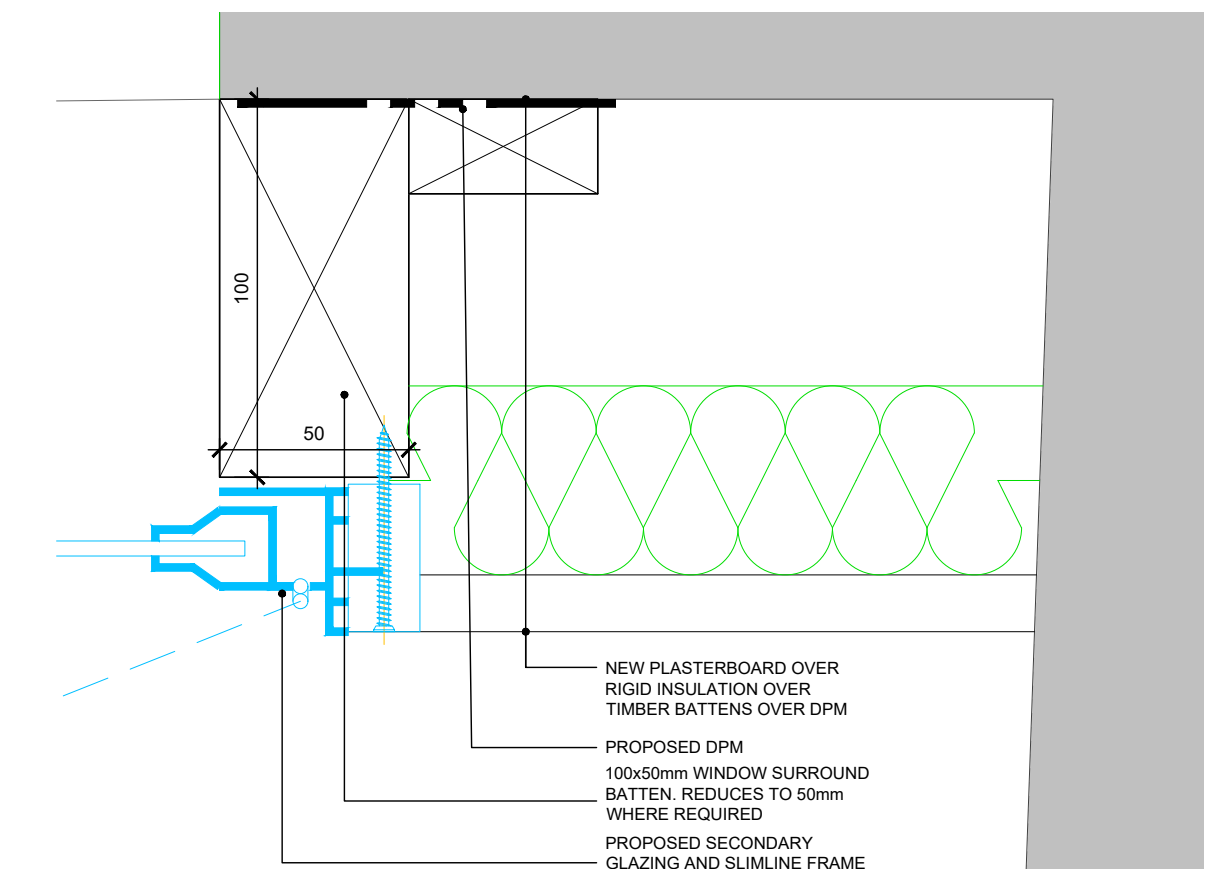 100
50
NEW PLASTERBOARD OVER
RIGID INSULATION OVER
TIMBER BATTENS OVER DPM
PROPOSED DPM
100x50mm WINDOW SURROUND
BATTEN. REDUCES TO 50mm
WHERE REQUIRED
PROPOSED SECONDARY
GLAZING AND SLIMLINE FRAME